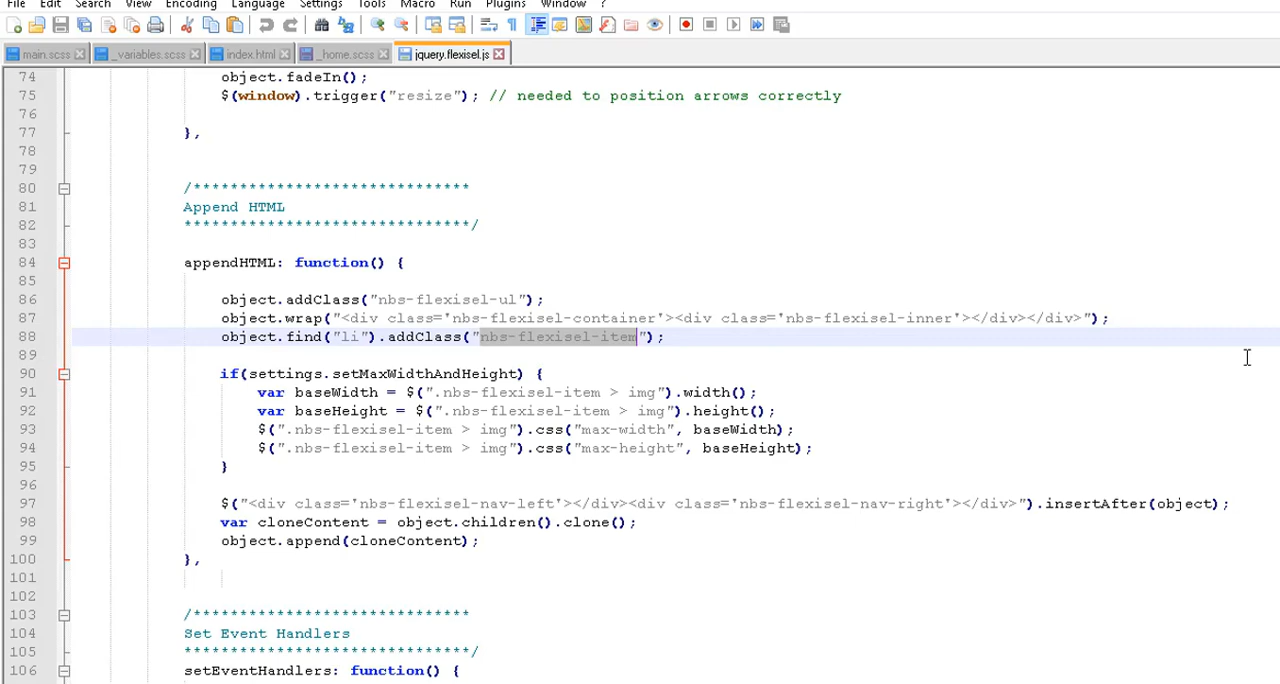 File Edit Search View Encoding Language Settings Tools Macro Run Plugins Window ?
main.scss _variables.scss index.html _home.scss jquery.flexisel.js
74 object.fadeIn();
75 $(window).trigger("resize"); // needed to position arrows correctly
76
77 },
78
79
80 /******************************
81 Append HTML
82 *******************************/
83
84 appendHTML: function() {
85
86 object.addClass("nbs-flexisel-ul");
87 object.wrap("<div class='nbs-flexisel-container'><div class='nbs-flexisel-inner'></div></div>");
88 object.find("li").addClass("nbs-flexisel-item");
89
90 if(settings.setMaxWidthAndHeight) {
91 var baseWidth = $(".nbs-flexisel-item > img").width();
92 var baseHeight = $(".nbs-flexisel-item > img").height();
93 $(".nbs-flexisel-item > img").css("max-width", baseWidth);
94 $(".nbs-flexisel-item > img").css("max-height", baseHeight);
95 }
96
97 $("<div class='nbs-flexisel-nav-left'></div><div class='nbs-flexisel-nav-right'></div>").insertAfter(object);
98 var cloneContent = object.children().clone();
99 object.append(cloneContent);
100 },
101
102
103 /******************************
104 Set Event Handlers
105 *******************************/
106 setEventHandlers: function() {